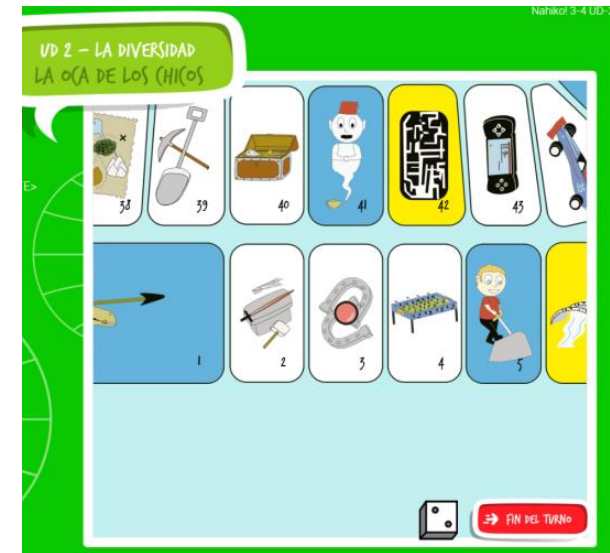 Nahiko! 3-4 UD-2
UD 2 – LA DIVERSIDAD
LA OCA DE LOS CHICOS
38
39
40
41
42
43
E>
1
2
3
4
5
FIN DEL TURNO